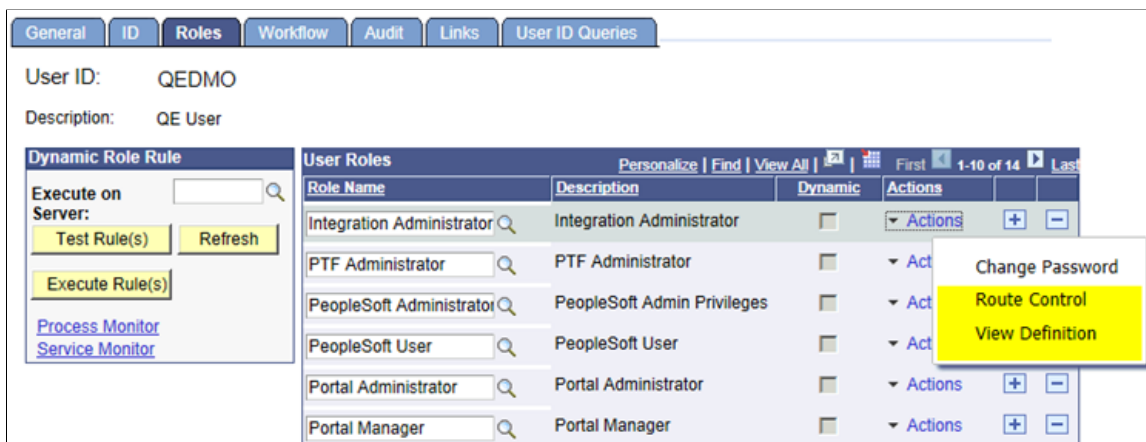 General ID Roles Workflow Audit Links User ID Queries
User ID: QEDMO
Description: QE User
Dynamic Role Rule
Execute on
Server:
Test Rule(s) Refresh
Execute Rule(s)
Process Monitor
Service Monitor
User Roles Personalize | Find | View All | | First 1-10 of 14 Last
Role Name Description Dynamic Actions
Integration Administrator Integration Administrator Actions
PTF Administrator PTF Administrator Act
PeopleSoft Administrator PeopleSoft Admin Privileges Act
PeopleSoft User PeopleSoft User Act
Portal Administrator Portal Administrator Actions
Portal Manager Portal Manager Actions
Change Password
Route Control
View Definition